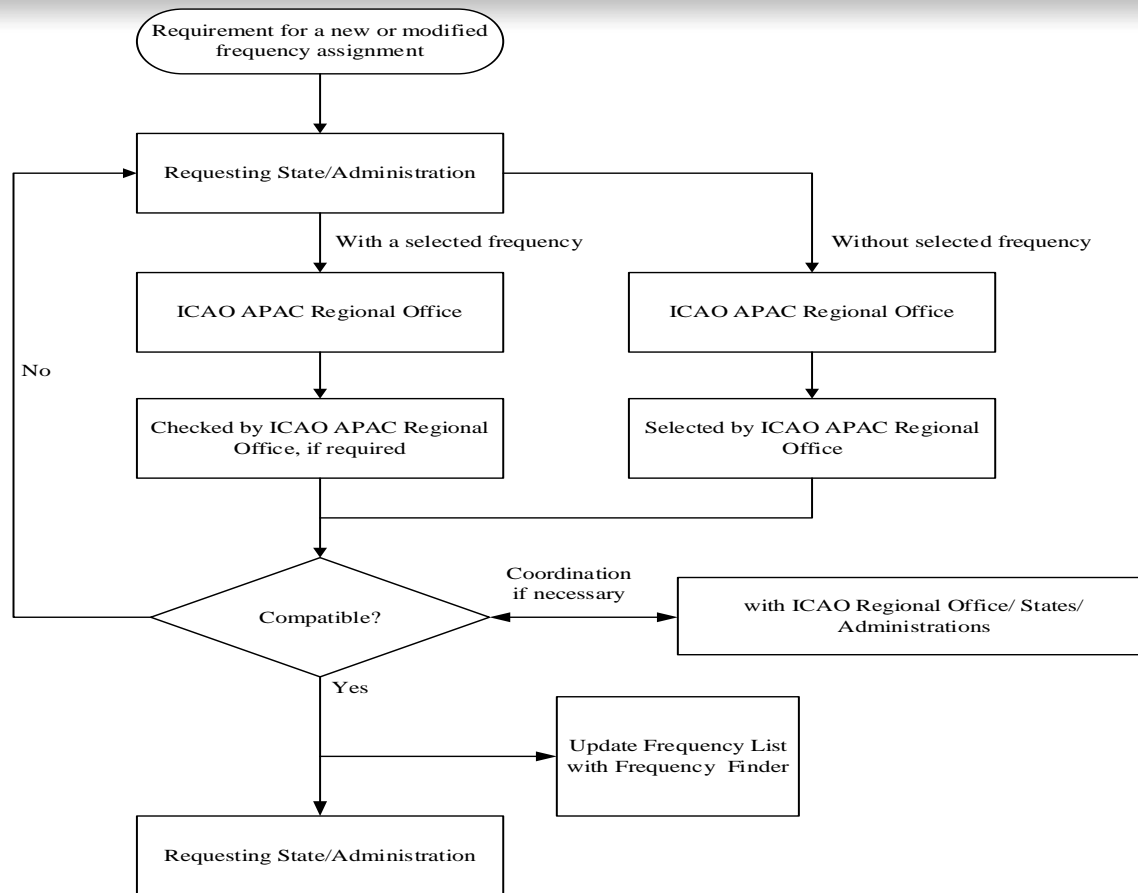 Requirement for a new or modified
frequency assignment
Requesting State/Administration
With a selected frequency
Without selected frequency
ICAO APAC Regional Office
ICAO APAC Regional Office
No
Checked by ICAO APAC Regional
Office, if required
Selected by ICAO APAC Regional
Office
Coordination
if necessary
Compatible?
with ICAO Regional Office/ States/
Administrations
Yes
Update Frequency List
with Frequency Finder
Requesting State/Administration